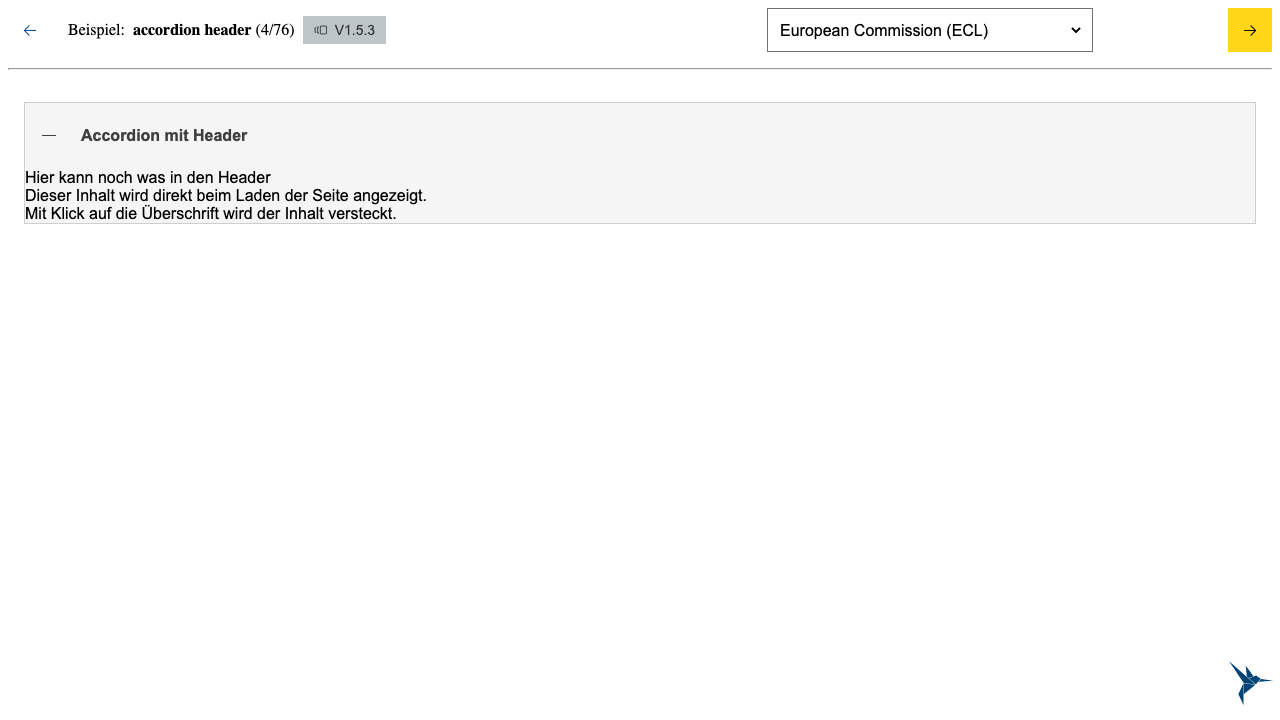 Beispiel: accordion header (4/76) V1.5.3 European Commission (ECL)
Accordion mit Header
Hier kann noch was in den Header
Dieser Inhalt wird direkt beim Laden der Seite angezeigt.
Mit Klick auf die Überschrift wird der Inhalt versteckt.